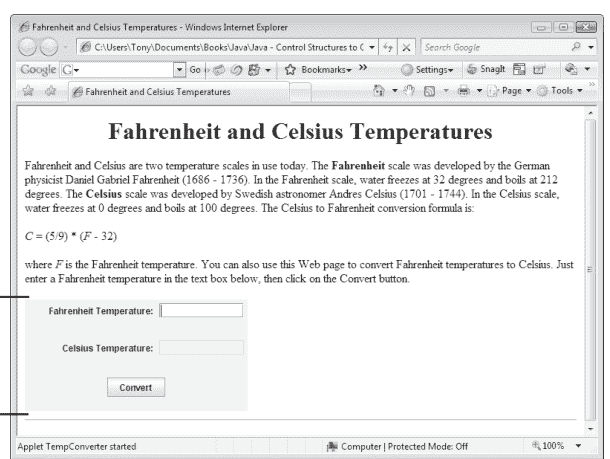 Fahrenheit and Celsius Temperatures - Windows Internet Explorer
C:\Users\Tony\Documents\Books\Java\Java - Control Structures to C Search Google
Google G Go Bookmarks Settings SnagIt
Fahrenheit and Celsius Temperatures Page Tools
Fahrenheit and Celsius Temperatures
Fahrenheit and Celsius are two temperature scales in use today. The Fahrenheit scale was developed by the German
physicist Daniel Gabriel Fahrenheit (1686 - 1736). In the Fahrenheit scale, water freezes at 32 degrees and boils at 212
degrees. The Celsius scale was developed by Swedish astronomer Andres Celsius (1701 - 1744). In the Celsius scale,
water freezes at 0 degrees and boils at 100 degrees. The Celsius to Fahrenheit conversion formula is:
C = (5/9) * (F - 32)
where F is the Fahrenheit temperature. You can also use this Web page to convert Fahrenheit temperatures to Celsius. Just
enter a Fahrenheit temperature in the text box below, then click on the Convert button.
Fahrenheit Temperature:
Celsius Temperature:
Convert
Applet TempConverter started Computer | Protected Mode: Off 100%